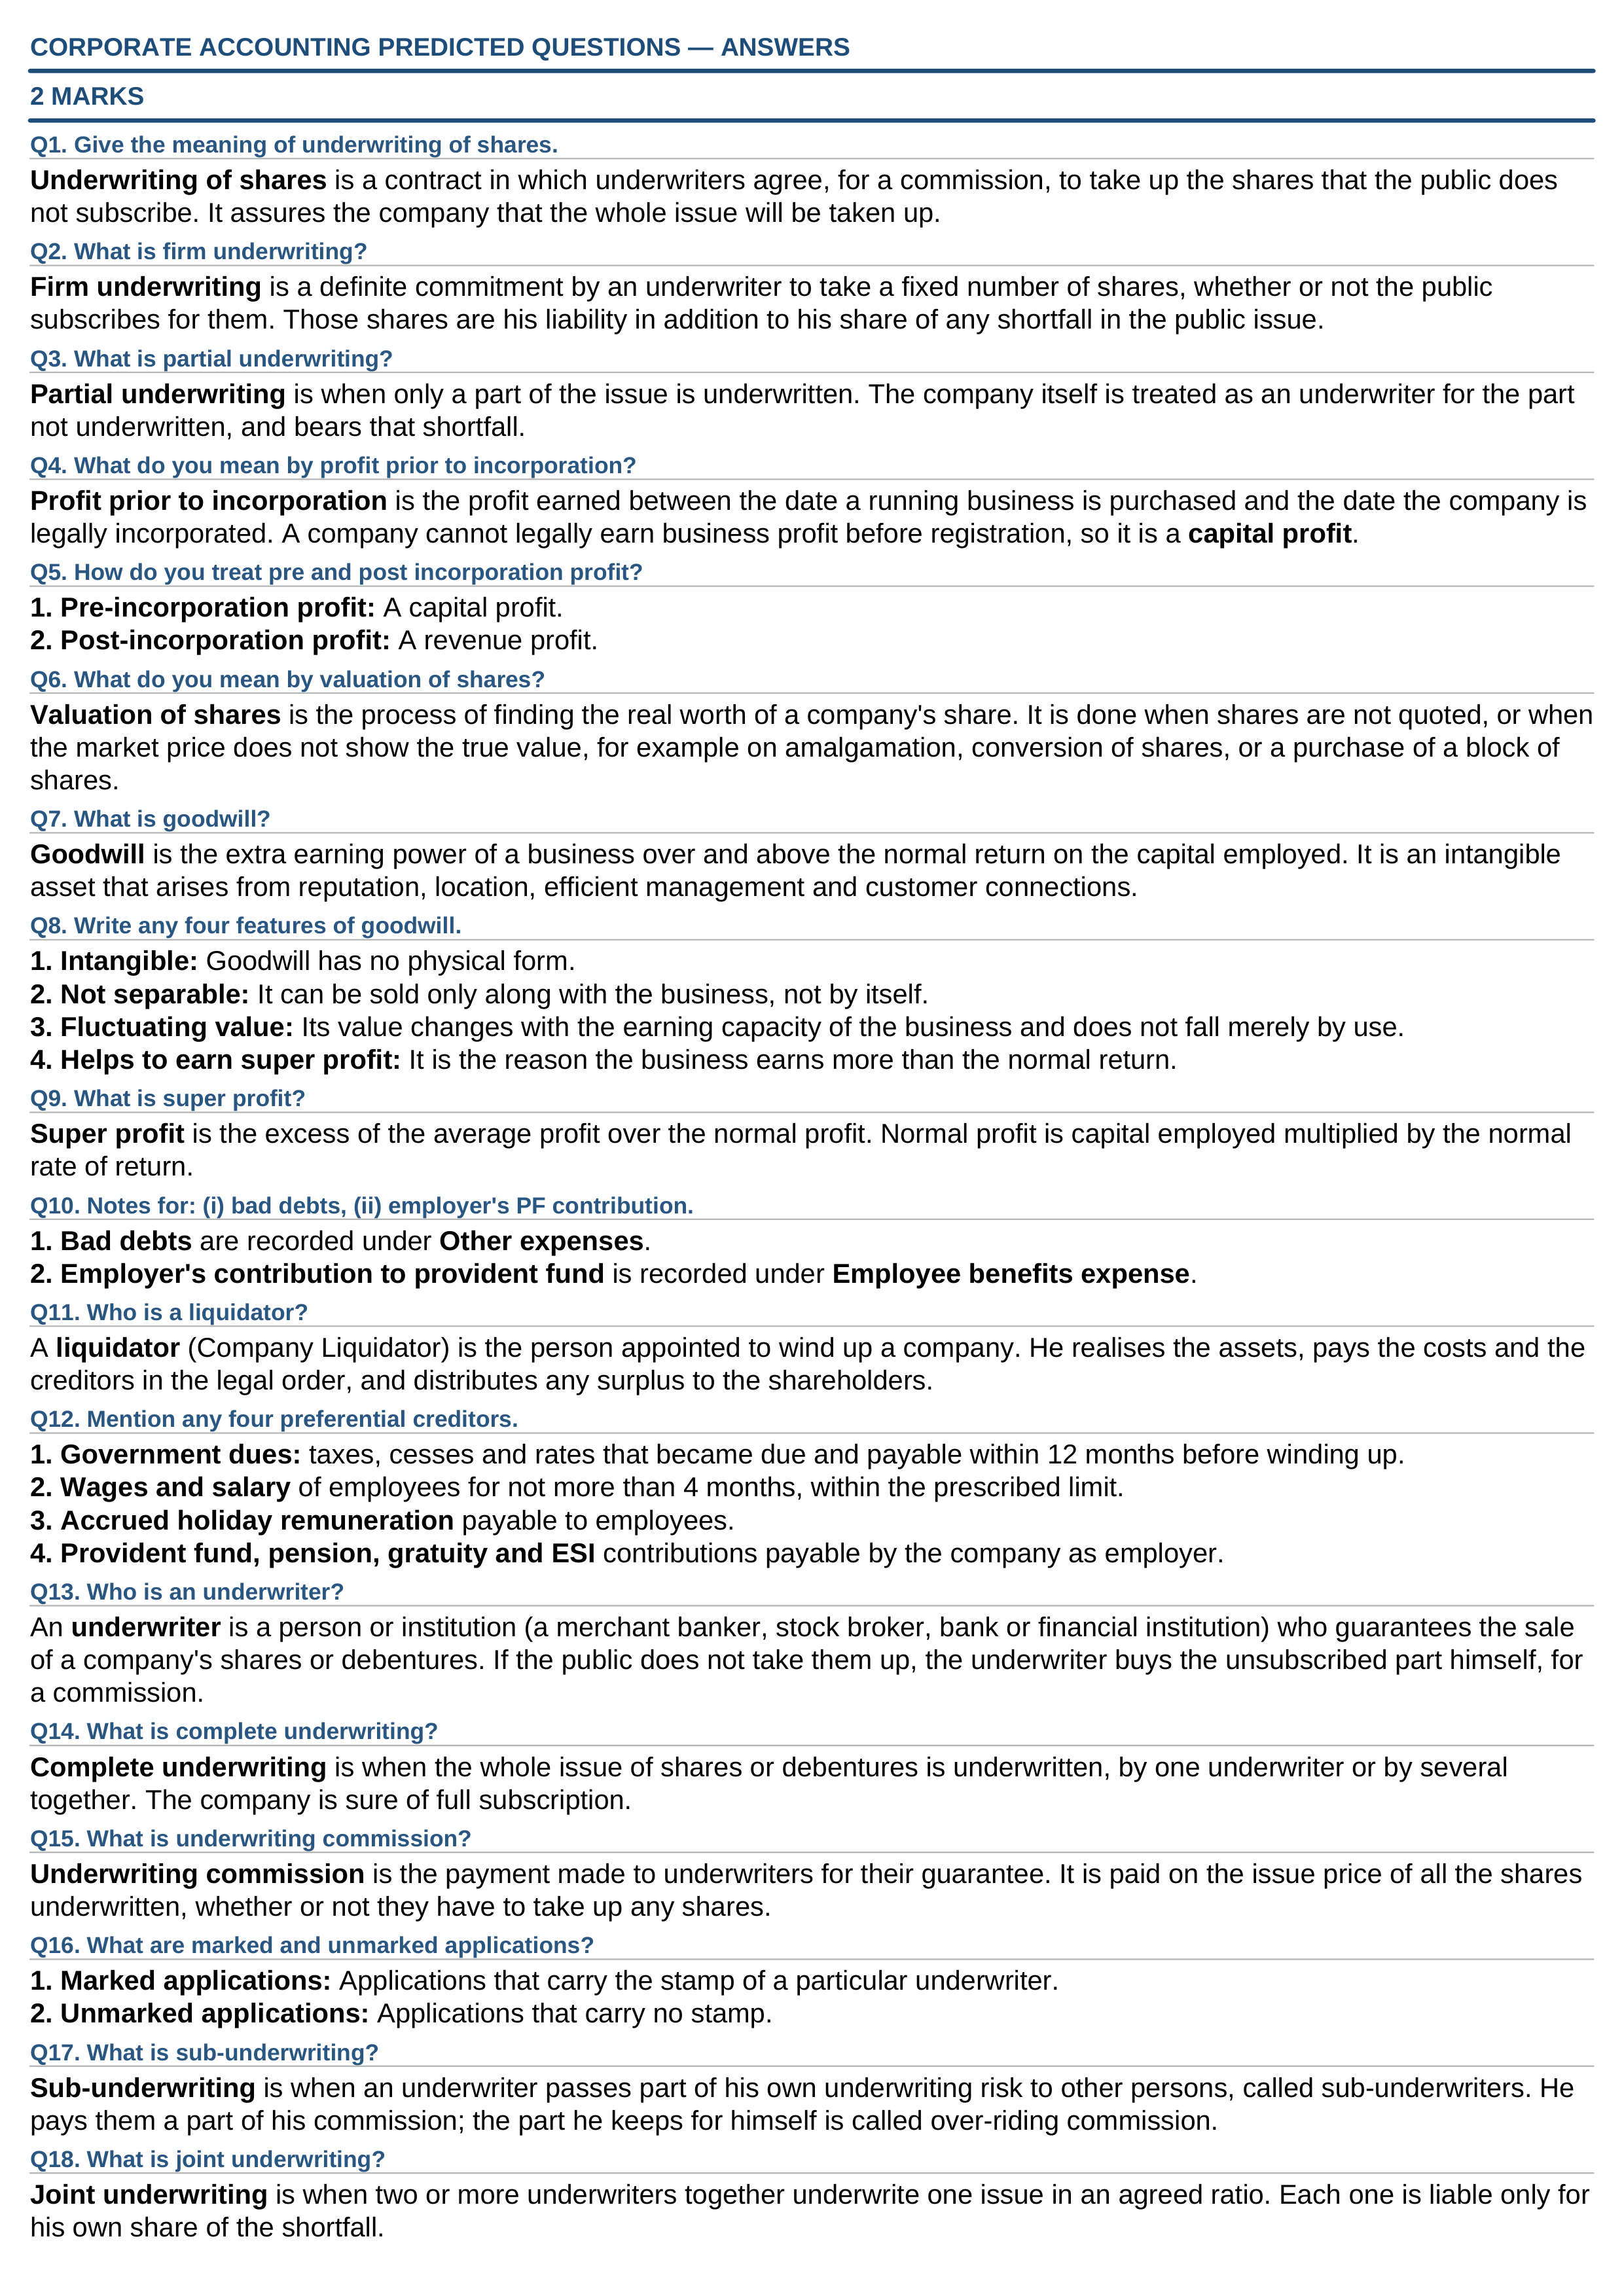 CORPORATE ACCOUNTING PREDICTED QUESTIONS — ANSWERS
2 MARKS
Q1. Give the meaning of underwriting of shares.
Underwriting of shares is a contract in which underwriters agree, for a commission, to take up the shares that the public does
not subscribe. It assures the company that the whole issue will be taken up.
Q2. What is firm underwriting?
Firm underwriting is a definite commitment by an underwriter to take a fixed number of shares, whether or not the public
subscribes for them. Those shares are his liability in addition to his share of any shortfall in the public issue.
Q3. What is partial underwriting?
Partial underwriting is when only a part of the issue is underwritten. The company itself is treated as an underwriter for the part
not underwritten, and bears that shortfall.
Q4. What do you mean by profit prior to incorporation?
Profit prior to incorporation is the profit earned between the date a running business is purchased and the date the company is
legally incorporated. A company cannot legally earn business profit before registration, so it is a capital profit.
Q5. How do you treat pre and post incorporation profit?
1. Pre-incorporation profit: A capital profit.
2. Post-incorporation profit: A revenue profit.
Q6. What do you mean by valuation of shares?
Valuation of shares is the process of finding the real worth of a company's share. It is done when shares are not quoted, or when
the market price does not show the true value, for example on amalgamation, conversion of shares, or a purchase of a block of
shares.
Q7. What is goodwill?
Goodwill is the extra earning power of a business over and above the normal return on the capital employed. It is an intangible
asset that arises from reputation, location, efficient management and customer connections.
Q8. Write any four features of goodwill.
1. Intangible: Goodwill has no physical form.
2. Not separable: It can be sold only along with the business, not by itself.
3. Fluctuating value: Its value changes with the earning capacity of the business and does not fall merely by use.
4. Helps to earn super profit: It is the reason the business earns more than the normal return.
Q9. What is super profit?
Super profit is the excess of the average profit over the normal profit. Normal profit is capital employed multiplied by the normal
rate of return.
Q10. Notes for: (i) bad debts, (ii) employer's PF contribution.
1. Bad debts are recorded under Other expenses.
2. Employer's contribution to provident fund is recorded under Employee benefits expense.
Q11. Who is a liquidator?
A liquidator (Company Liquidator) is the person appointed to wind up a company. He realises the assets, pays the costs and the
creditors in the legal order, and distributes any surplus to the shareholders.
Q12. Mention any four preferential creditors.
1. Government dues: taxes, cesses and rates that became due and payable within 12 months before winding up.
2. Wages and salary of employees for not more than 4 months, within the prescribed limit.
3. Accrued holiday remuneration payable to employees.
4. Provident fund, pension, gratuity and ESI contributions payable by the company as employer.
Q13. Who is an underwriter?
An underwriter is a person or institution (a merchant banker, stock broker, bank or financial institution) who guarantees the sale
of a company's shares or debentures. If the public does not take them up, the underwriter buys the unsubscribed part himself, for
a commission.
Q14. What is complete underwriting?
Complete underwriting is when the whole issue of shares or debentures is underwritten, by one underwriter or by several
together. The company is sure of full subscription.
Q15. What is underwriting commission?
Underwriting commission is the payment made to underwriters for their guarantee. It is paid on the issue price of all the shares
underwritten, whether or not they have to take up any shares.
Q16. What are marked and unmarked applications?
1. Marked applications: Applications that carry the stamp of a particular underwriter.
2. Unmarked applications: Applications that carry no stamp.
Q17. What is sub-underwriting?
Sub-underwriting is when an underwriter passes part of his own underwriting risk to other persons, called sub-underwriters. He
pays them a part of his commission; the part he keeps for himself is called over-riding commission.
Q18. What is joint underwriting?
Joint underwriting is when two or more underwriters together underwrite one issue in an agreed ratio. Each one is liable only for
his own share of the shortfall.